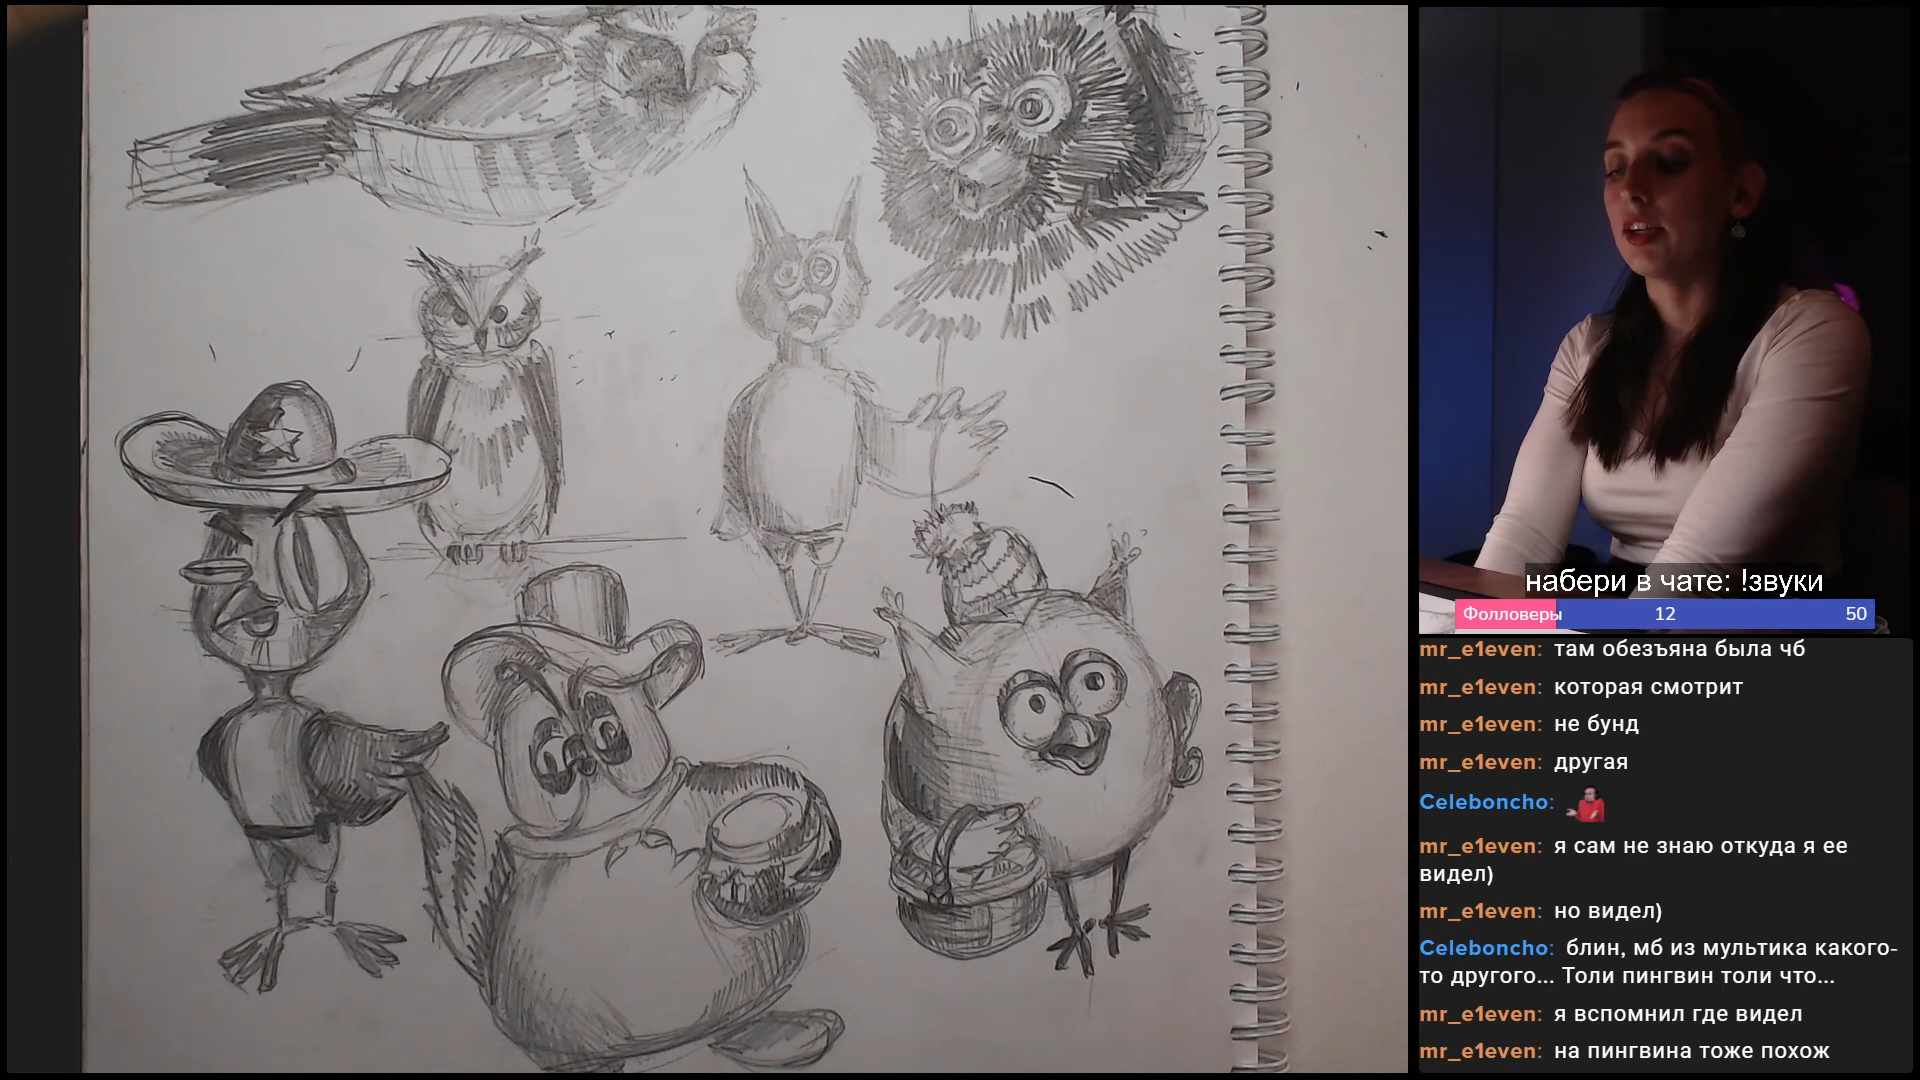 набери в чате: !звуки
Фолловеры 12 50
mr_e1even: там обезъяна была чб
mr_e1even: которая смотрит
mr_e1even: не бунд
mr_e1even: другая
Celeboncho:
mr_e1even: я сам не знаю откуда я ее
видел)
mr_e1even: но видел)
Celeboncho: блин, мб из мультика какого-
то другого... Толи пингвин толи что...
mr_e1even: я вспомнил где видел
mr_e1even: на пингвина тоже похож